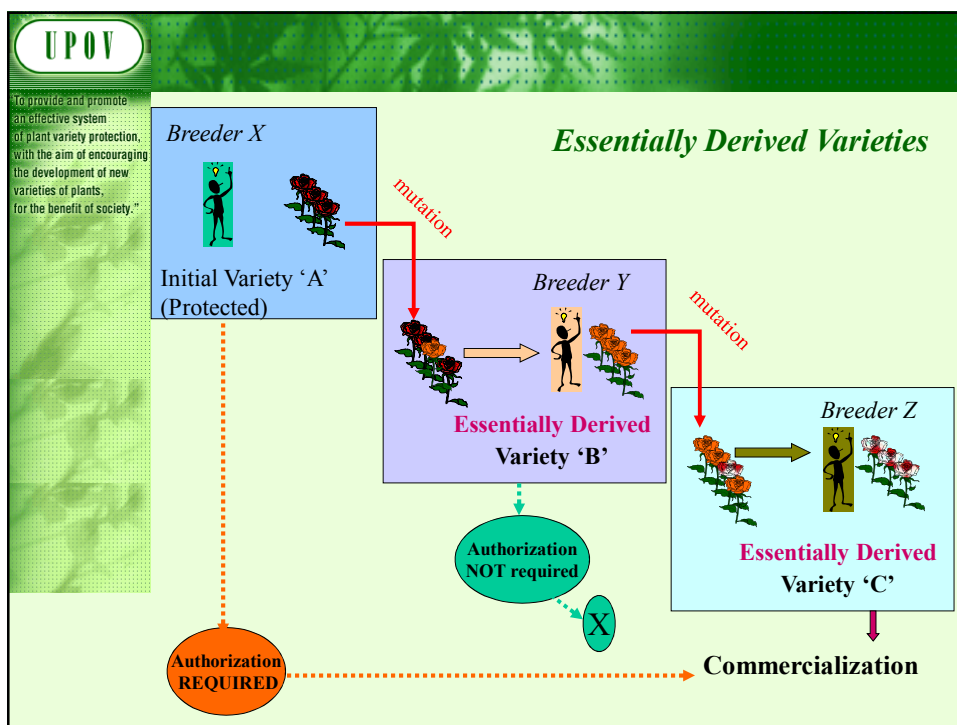 UPOV
To provide and promote
an effective system
of plant variety protection,
with the aim of encouraging
the development of new
varieties of plants,
for the benefit of society.”
Essentially Derived Varieties
Breeder X
Initial Variety ‘A’
(Protected)
mutation
Breeder Y
Essentially Derived
Variety ‘B’
mutation
Breeder Z
Essentially Derived
Variety ‘C’
Authorization
NOT required
X
Authorization
REQUIRED
Commercialization